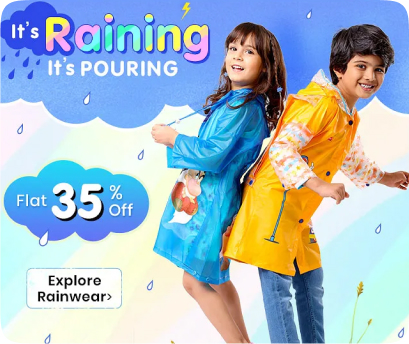 It's Raining
It's POURING
Flat 35% Off
Explore
Rainwear>